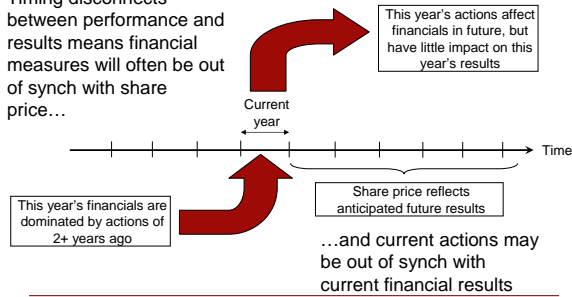 Timing disconnects
between performance and
results means financial
measures will often be out
of synch with share
price…
This year's actions affect
financials in future, but
have little impact on this
year's results
Current
year
Time
This year's financials are
dominated by actions of
2+ years ago
Share price reflects
anticipated future results
…and current actions may
be out of synch with
current financial results